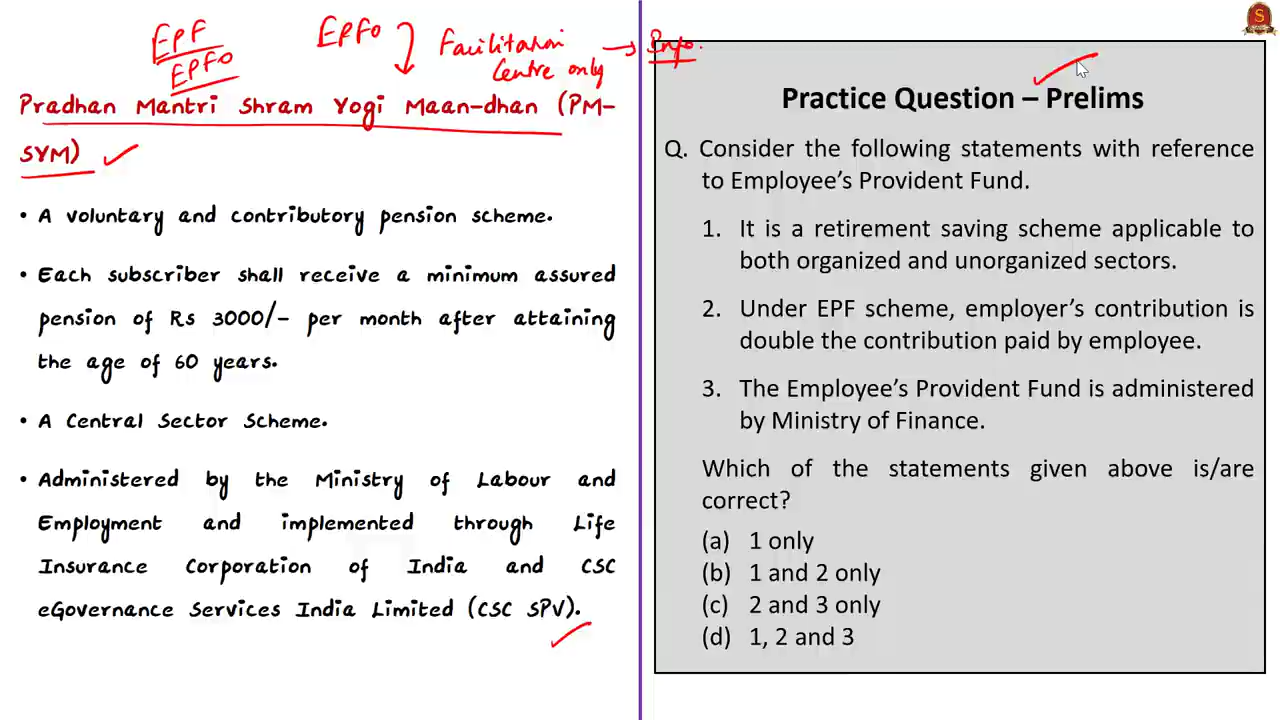 EPF
EPFO
EPFO
Facilitation
Centre only
→ Info.
Pradhan Mantri Shram Yogi Maan-dhan (PM-
SYM)
• A voluntary and contributory pension scheme.
• Each subscriber shall receive a minimum assured
pension of Rs 3000/- per month after attaining
the age of 60 years.
• A Central Sector Scheme.
• Administered by the Ministry of Labour and
Employment and implemented through Life
Insurance Corporation of India and CSC
eGovernance Services India Limited (CSC SPV).
Practice Question – Prelims
Q. Consider the following statements with reference
to Employee's Provident Fund.
1. It is a retirement saving scheme applicable to
both organized and unorganized sectors.
2. Under EPF scheme, employer's contribution is
double the contribution paid by employee.
3. The Employee's Provident Fund is administered
by Ministry of Finance.
Which of the statements given above is/are
correct?
(a) 1 only
(b) 1 and 2 only
(c) 2 and 3 only
(d) 1, 2 and 3